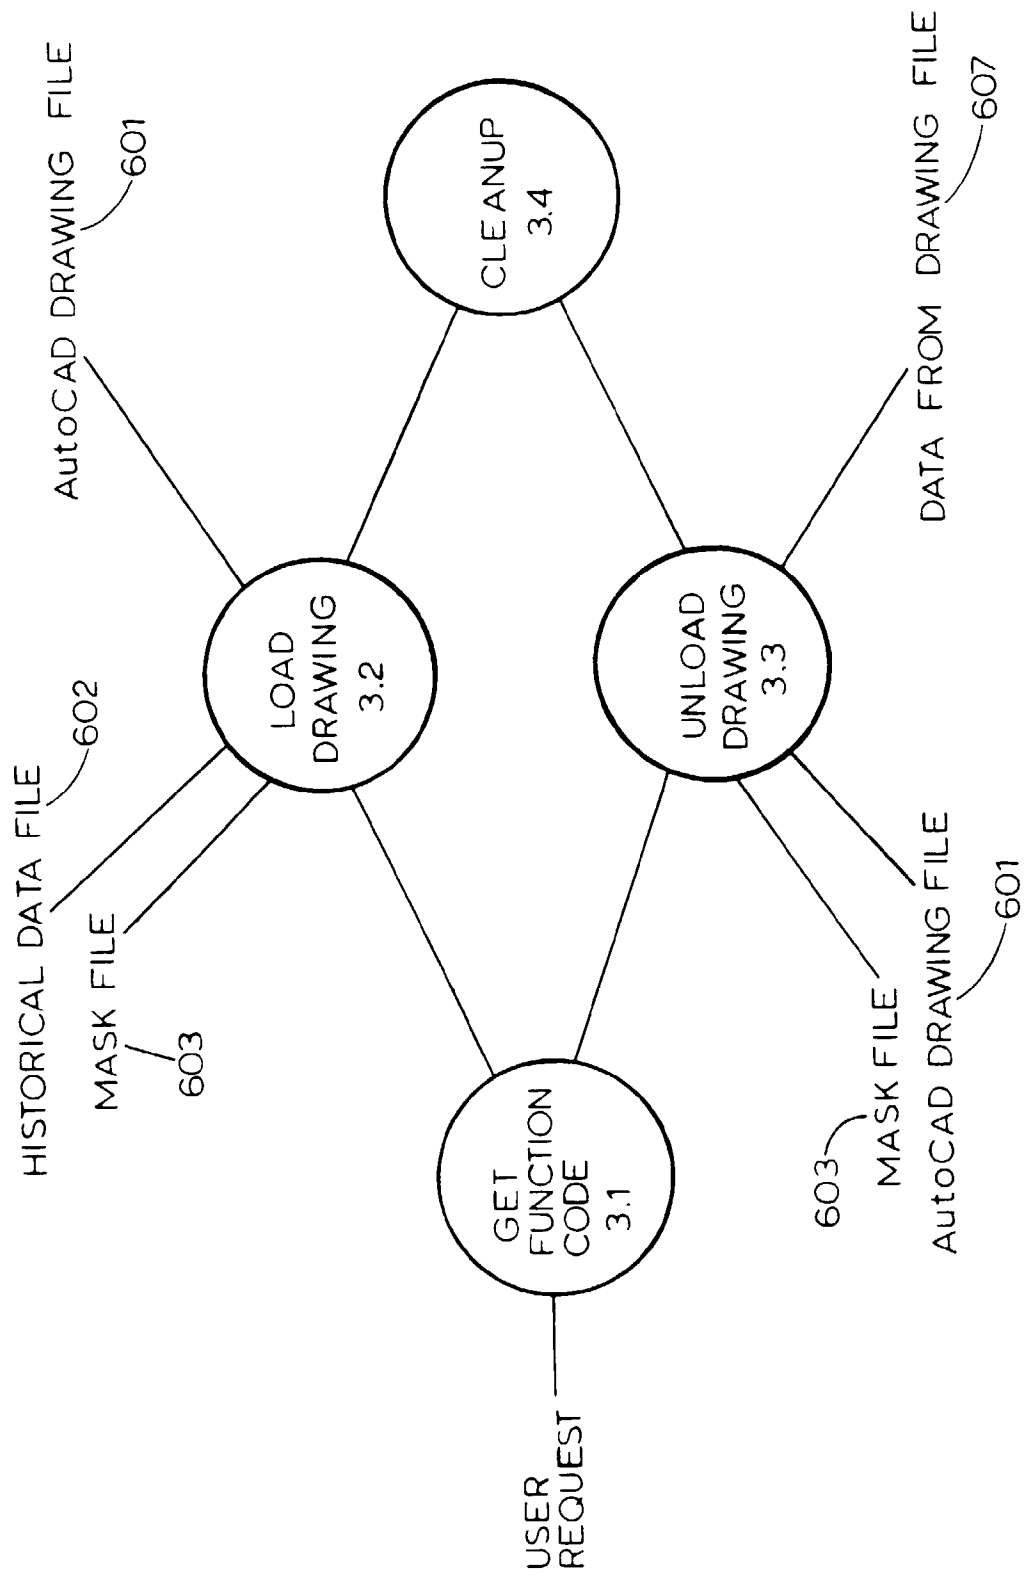 HISTORICAL DATA FILE
602
MASK FILE
603
AutoCAD DRAWING FILE
601
LOAD
DRAWING
3.2
USER
REQUEST
GET
FUNCTION
CODE
3.1
CLEANUP
3.4
UNLOAD
DRAWING
3.3
603
MASK FILE
AutoCAD DRAWING FILE
601
DATA FROM DRAWING FILE
607